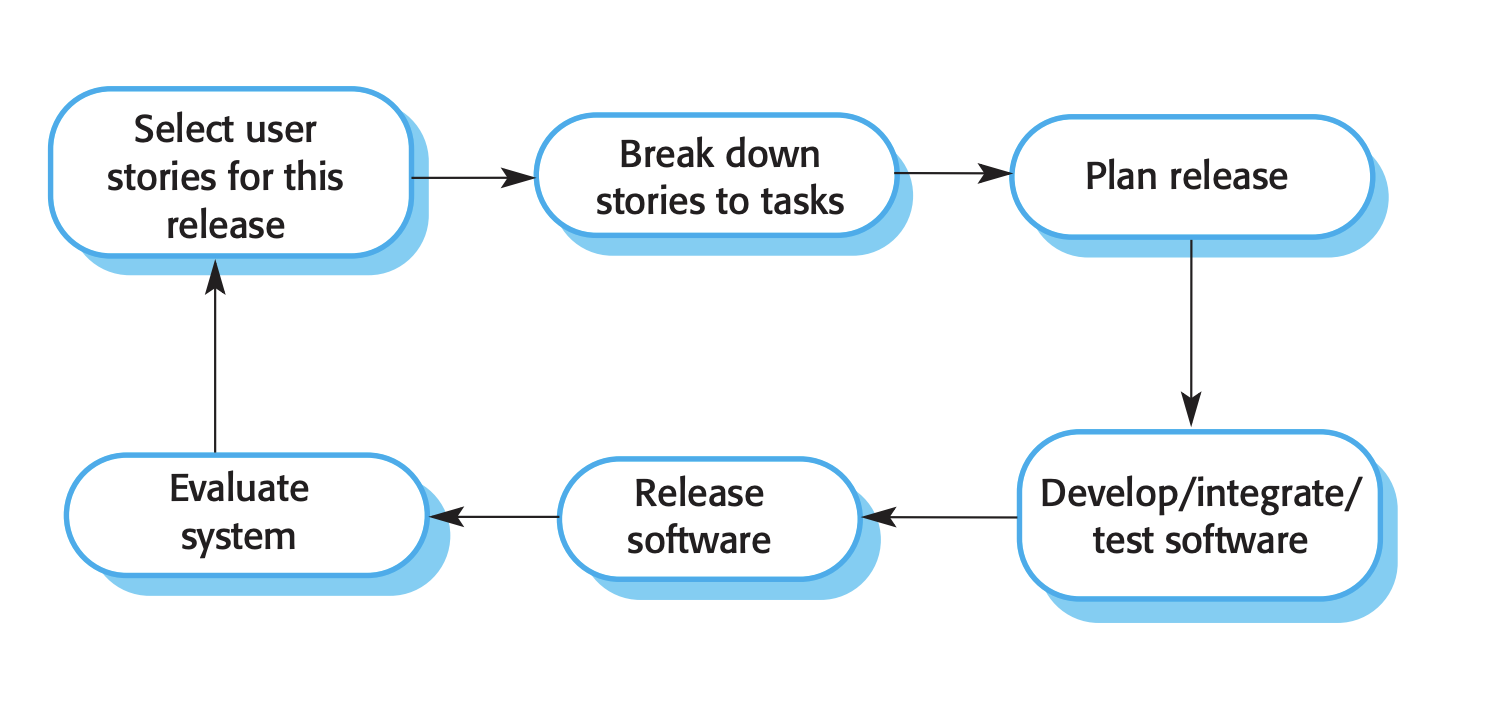 Select user
stories for this
release
Break down
stories to tasks
Plan release
Evaluate
system
Release
software
Develop/integrate/
test software